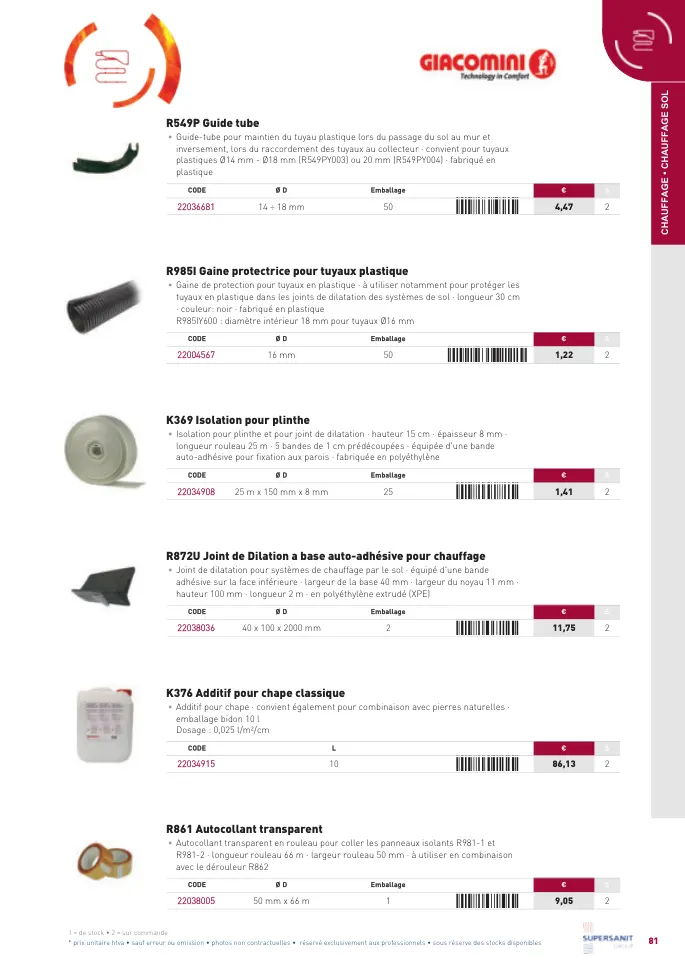 GIACOMINI
Technology in Comfort
CHAUFFAGE • CHAUFFAGE SOL
R549P Guide tube
• Guide-tube pour maintien du tuyau plastique lors du passage du sol au mur et
inversement, lors du raccordement des tuyaux au collecteur · convient pour tuyaux
plastiques Ø14 mm - Ø18 mm (R549PY003) ou 20 mm (R549PY004) · fabriqué en
plastique
CODE Ø D Emballage € S
22036681 14 ÷ 18 mm 50 4,47 2
R985I Gaine protectrice pour tuyaux plastique
• Gaine de protection pour tuyaux en plastique · à utiliser notamment pour protéger les
tuyaux en plastique dans les joints de dilatation des systèmes de sol · longueur 30 cm
· couleur: noir · fabriqué en plastique
R985IY600 : diamètre intérieur 18 mm pour tuyaux Ø16 mm
CODE Ø D Emballage € S
22004567 16 mm 50 1,22 2
K369 Isolation pour plinthe
• Isolation pour plinthe et pour joint de dilatation · hauteur 15 cm · épaisseur 8 mm ·
longueur rouleau 25 m · 5 bandes de 1 cm prédécoupées · équipée d'une bande
auto-adhésive pour fixation aux parois · fabriquée en polyéthylène
CODE Ø D Emballage € S
22034908 25 m x 150 mm x 8 mm 25 1,41 2
R872U Joint de Dilation a base auto-adhésive pour chauffage
• Joint de dilatation pour systèmes de chauffage par le sol · équipé d'une bande
adhésive sur la face inférieure · largeur de la base 40 mm · largeur du noyau 11 mm ·
hauteur 100 mm · longueur 2 m · en polyéthylène extrudé (XPE)
CODE Ø D Emballage € S
22038036 40 x 100 x 2000 mm 2 11,75 2
K376 Additif pour chape classique
• Additif pour chape · convient également pour combinaison avec pierres naturelles ·
emballage bidon 10 l
Dosage : 0,025 l/m²/cm
CODE L € S
22034915 10 86,13 2
R861 Autocollant transparent
• Autocollant transparent en rouleau pour coller les panneaux isolants R981-1 et
R981-2 · longueur rouleau 66 m · largeur rouleau 50 mm · à utiliser en combinaison
avec le dérouleur R862
CODE Ø D Emballage € S
22038005 50 mm x 66 m 1 9,05 2
1 = de stock • 2 = sur commande
* prix unitaire htva • sauf erreur ou omission • photos non contractuelles • réservé exclusivement aux professionnels • sous réserve des stocks disponibles
SUPERSANIT
GROUP
81